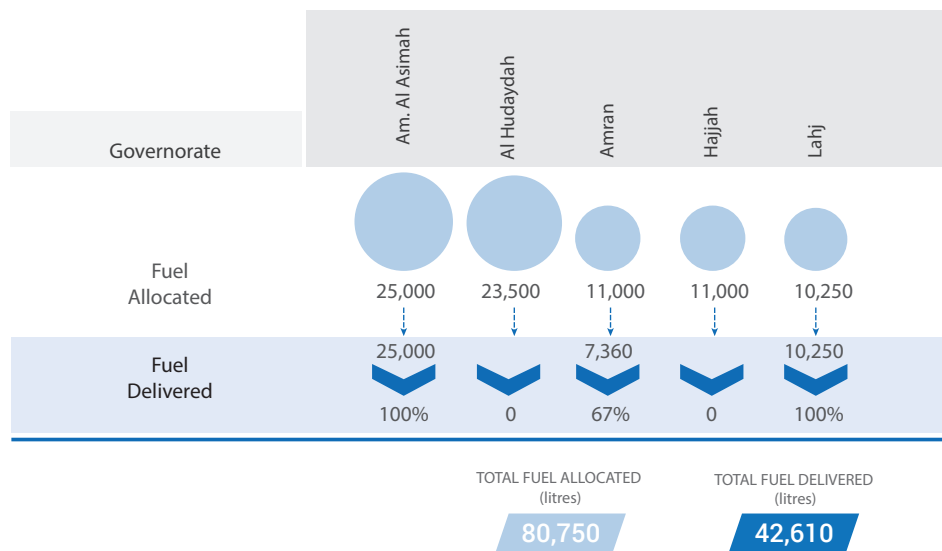 Governorate
Am. Al Asimah
Al Hudaydah
Amran
Hajjah
Lahj
Fuel
Allocated
25,000 23,500 11,000 11,000 10,250
Fuel
Delivered
25,000 7,360 10,250
100% 0 67% 0 100%
TOTAL FUEL ALLOCATED
(litres)
80,750
TOTAL FUEL DELIVERED
(litres)
42,610